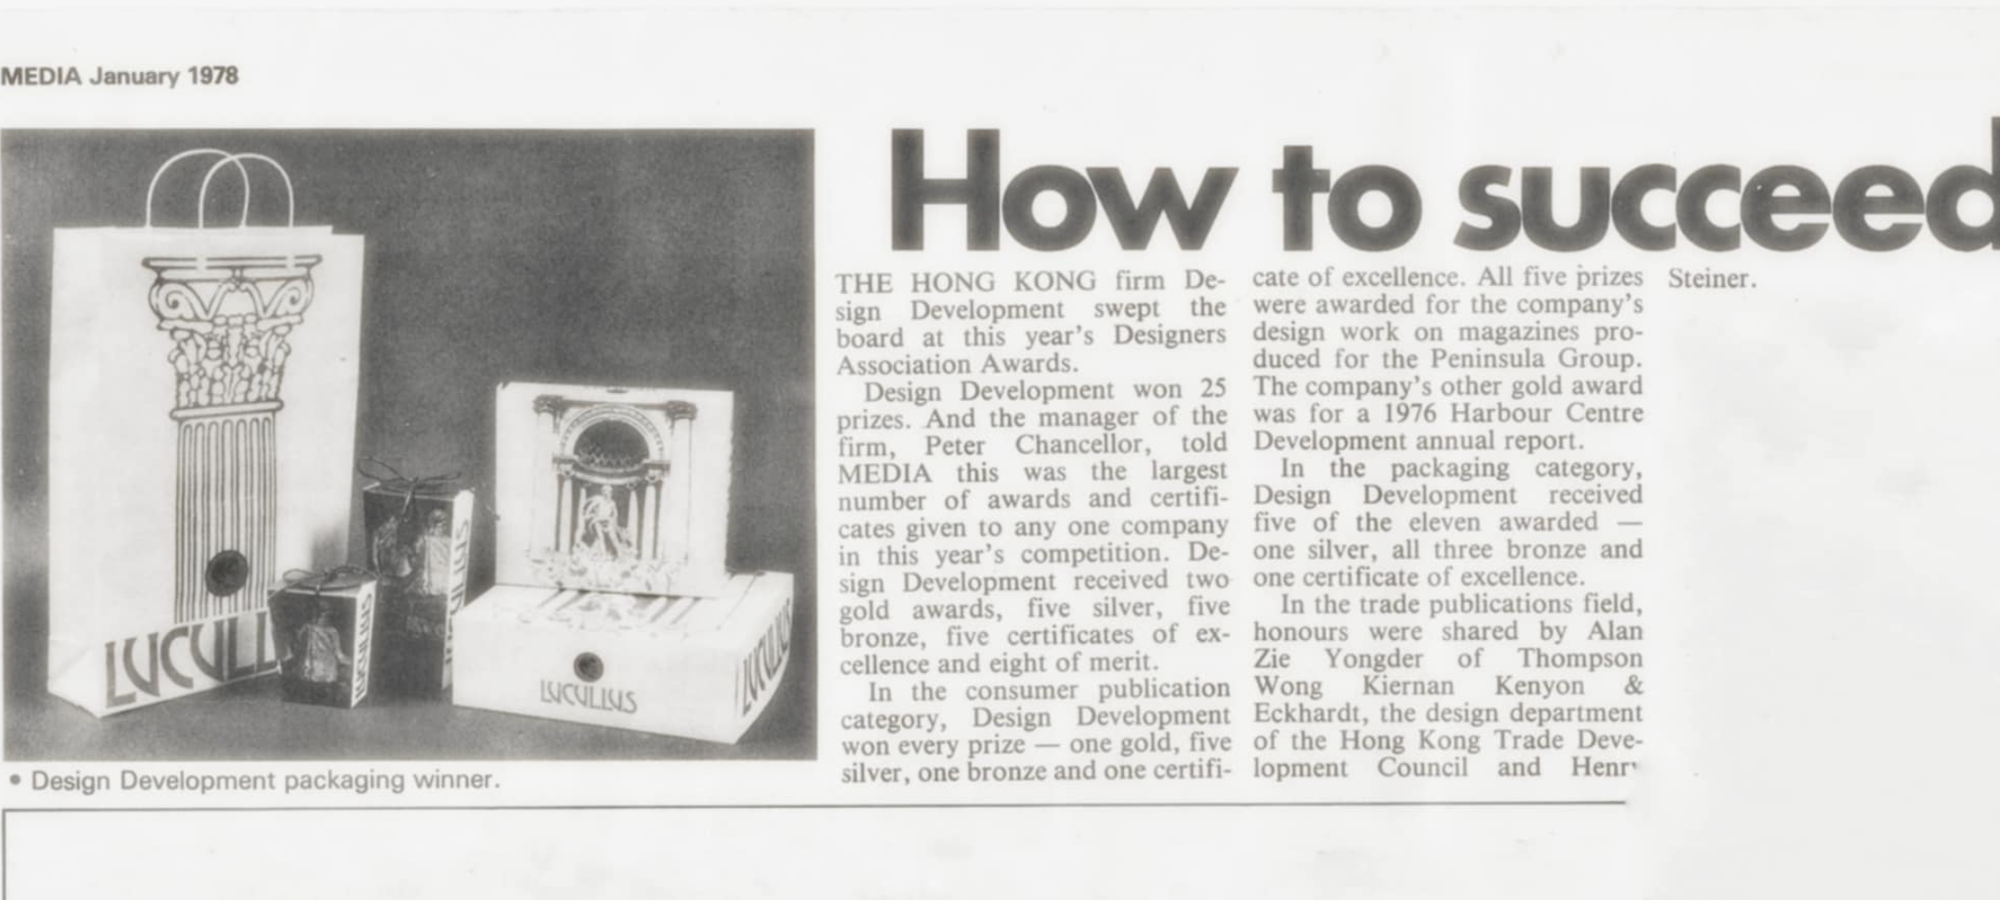 MEDIA January 1978
How to succeed
THE HONG KONG firm De-
sign Development swept the
board at this year's Designers
Association Awards.
Design Development won 25
prizes. And the manager of the
firm, Peter Chancellor, told
MEDIA this was the largest
number of awards and certifi-
cates given to any one company
in this year's competition. De-
sign Development received two
gold awards, five silver, five
bronze, five certificates of ex-
cellence and eight of merit.
In the consumer publication
category, Design Development
won every prize — one gold, five
silver, one bronze and one certifi-
cate of excellence. All five prizes
were awarded for the company's
design work on magazines pro-
duced for the Peninsula Group.
The company's other gold award
was for a 1976 Harbour Centre
Development annual report.
In the packaging category,
Design Development received
five of the eleven awarded —
one silver, all three bronze and
one certificate of excellence.
In the trade publications field,
honours were shared by Alan
Zie Yongder of Thompson
Wong Kiernan Kenyon &
Eckhardt, the design department
of the Hong Kong Trade Deve-
lopment Council and Henry
Steiner.
LUCULL
LUCULLUS
LUCULLUS
LUCULLUS
LUCULLUS
• Design Development packaging winner.